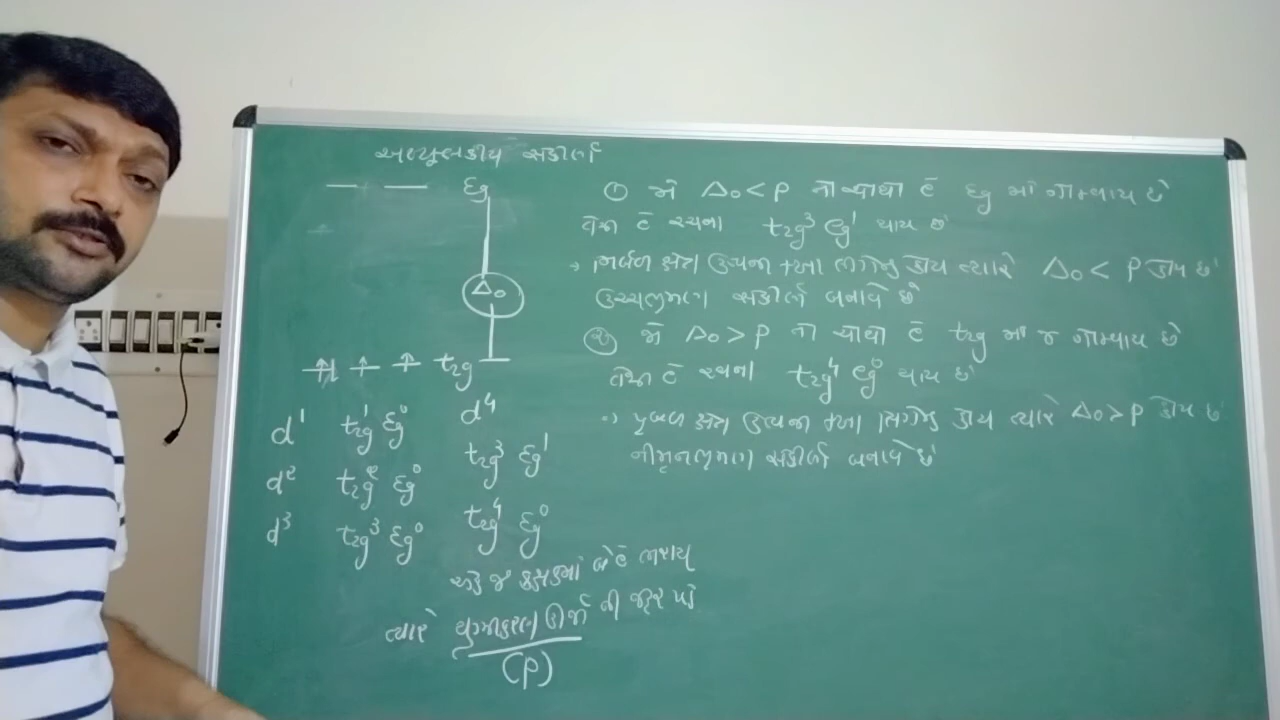 અષ્ટફલકીય સંકીર્ણ
Eg
Δo
t₂g
d¹ t₂g¹ Eg⁰
d² t₂g² Eg⁰
d³ t₂g³ Eg⁰
d⁴
t₂g³ Eg¹
t₂g⁴ Eg⁰
એક જ કક્ષકમાં બે ē ભરાય
ત્યારે યુગ્મીકરણ ઊર્જા ની જરૂર પડે
(P)
① જો Δo < P તો ચોથો ē Eg માં ગોઠવાય છે
તેથી ē રચના t₂g³ eg¹ થાય છે
→ નિર્બળ ક્ષેત્ર ઉત્પન્ન લિગેન્ડ હોય ત્યારે Δo < P હોય છે
ઉચ્ચભ્રમણ સંકીર્ણ બનાવે છે
② જો Δo > P તો ચોથો ē t₂g માં જ ગોઠવાય છે
તેથી ē રચના t₂g⁴ eg⁰ થાય છે
પ્રબળ ક્ષેત્ર ઉત્પન્ન લિગેન્ડ હોય ત્યારે Δo > P હોય છે
સંકીર્ણ બનાવે છે